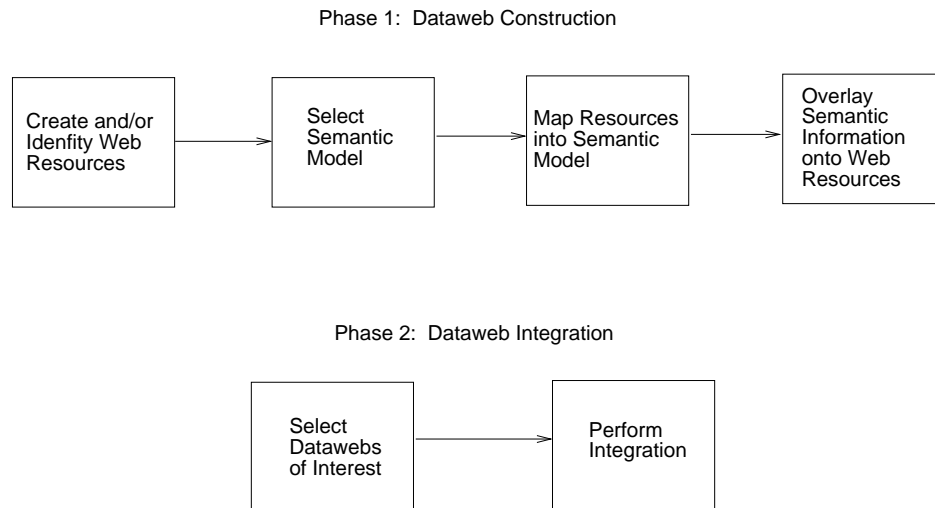 Phase 1: Dataweb Construction
Create and/or
Idenfity Web
Resources
Select
Semantic
Model
Map Resources
into Semantic
Model
Overlay
Semantic
Information
onto Web
Resources
Phase 2: Dataweb Integration
Select
Datawebs
of Interest
Perform
Integration